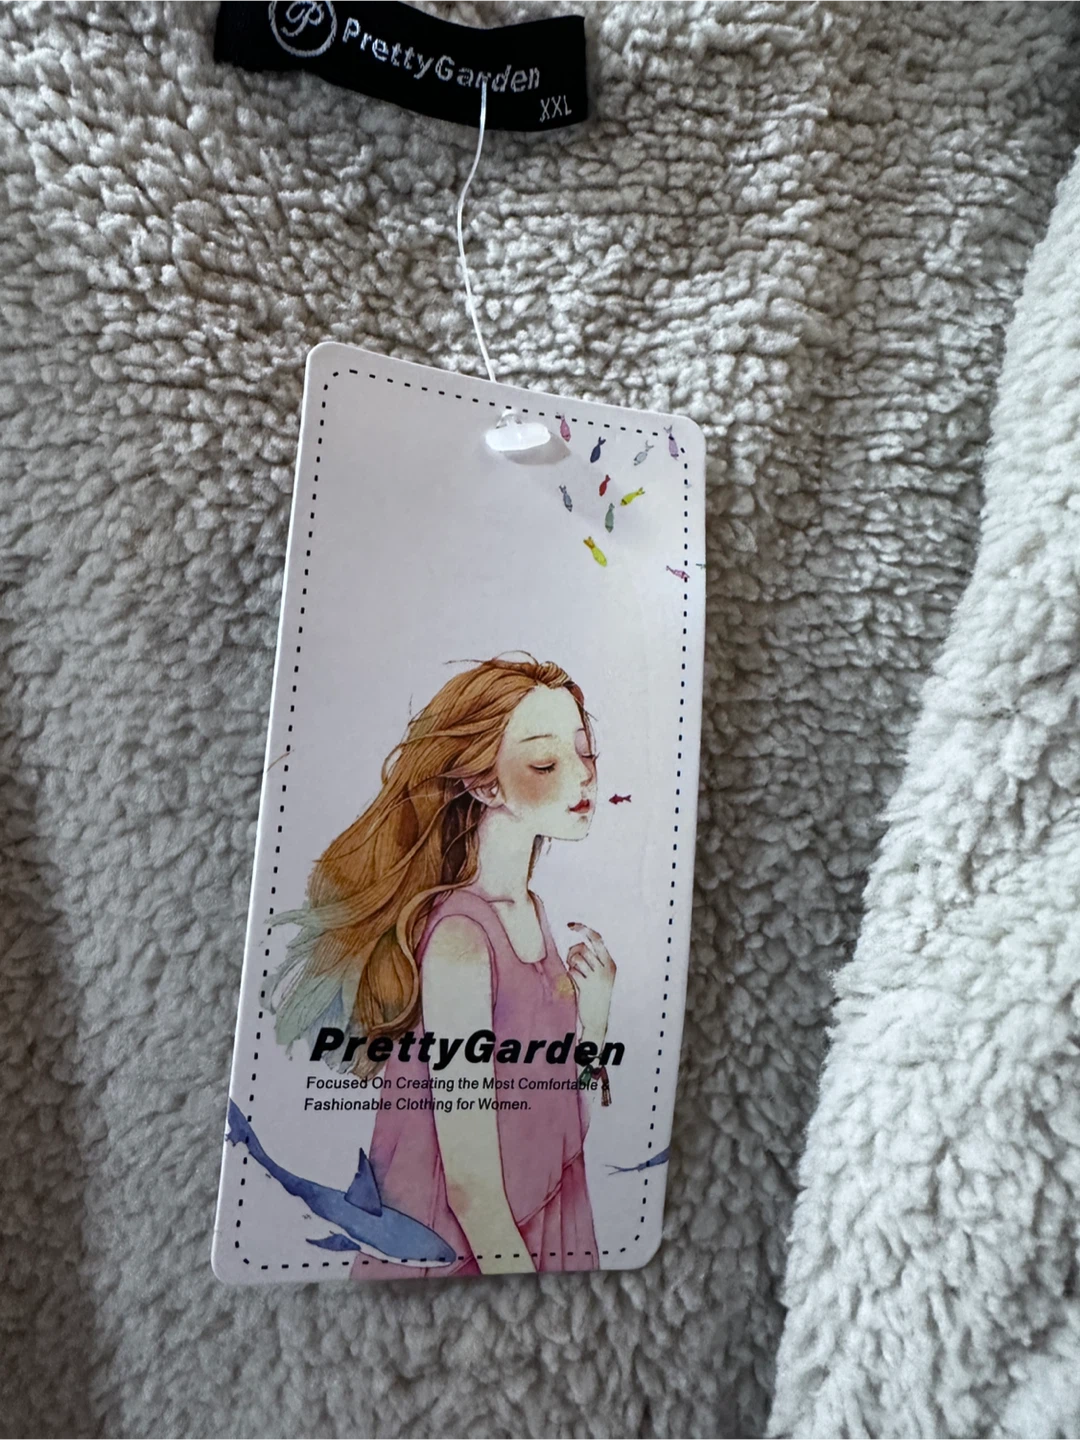 P PrettyGarden
XXL
PrettyGarden
Focused On Creating the Most Comfortable &
Fashionable Clothing for Women.